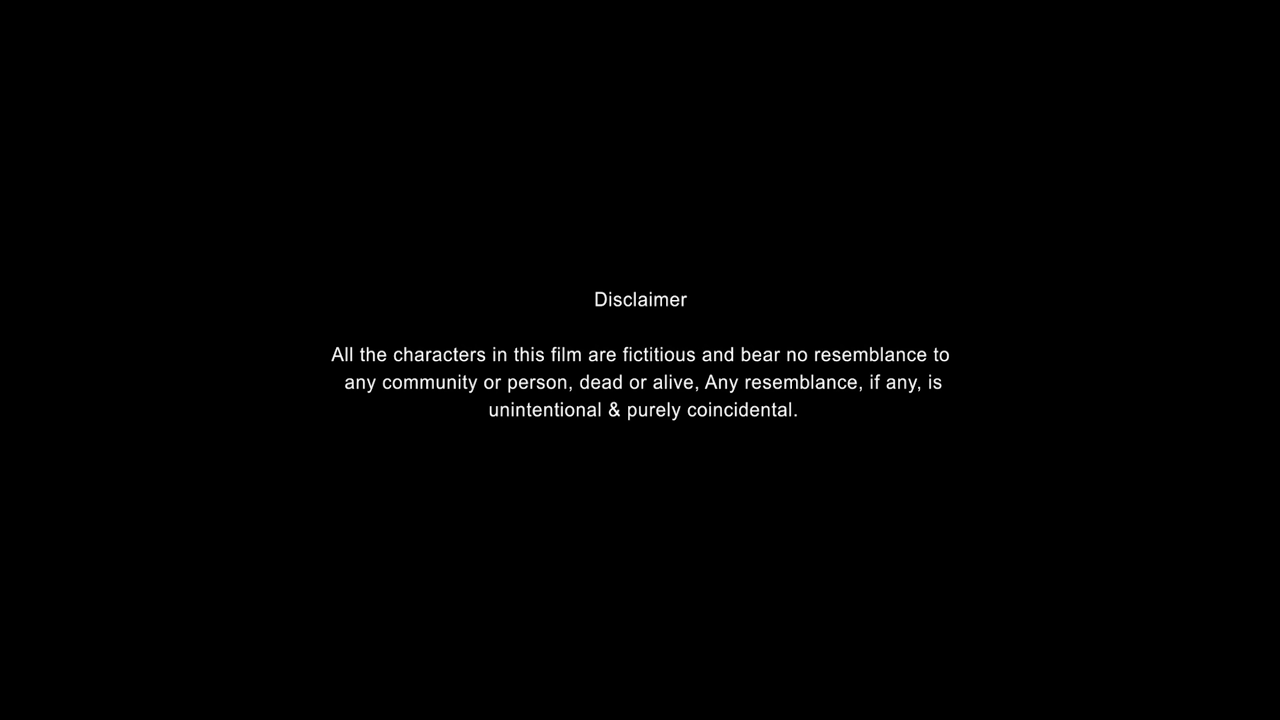 Disclaimer
All the characters in this film are fictitious and bear no resemblance to
any community or person, dead or alive, Any resemblance, if any, is
unintentional & purely coincidental.